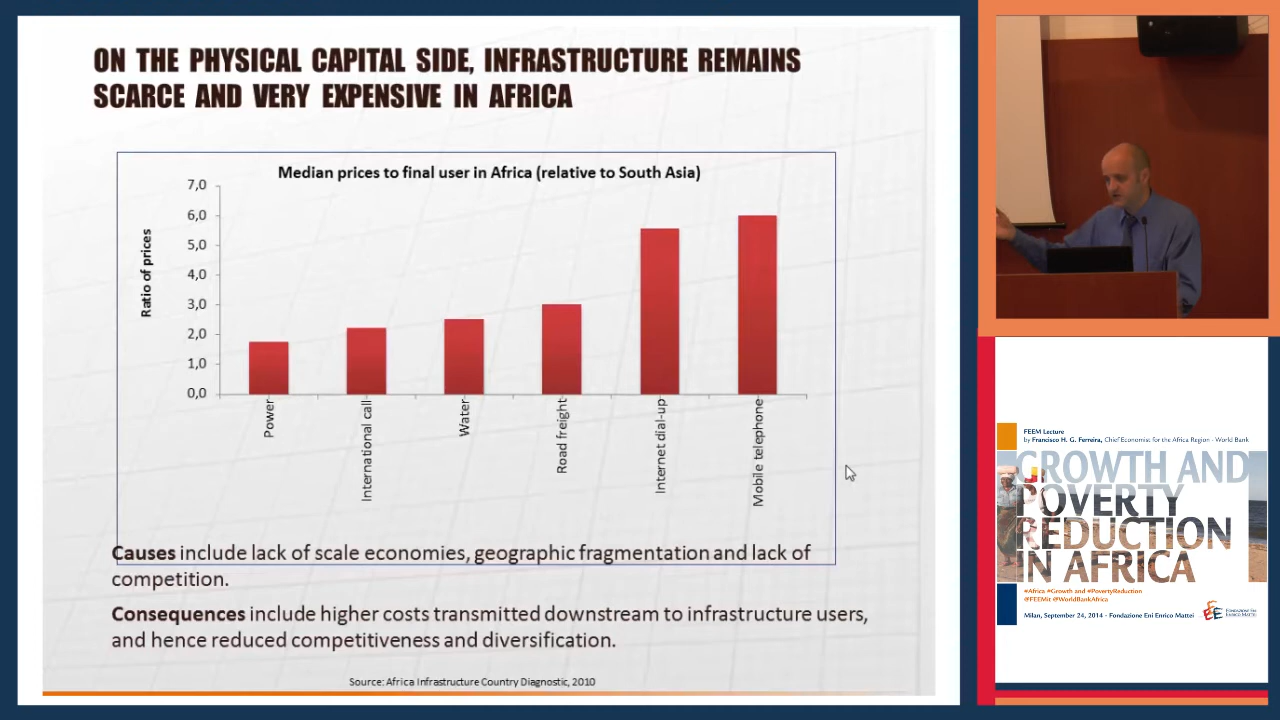 ON THE PHYSICAL CAPITAL SIDE, INFRASTRUCTURE REMAINS
SCARCE AND VERY EXPENSIVE IN AFRICA
Median prices to final user in Africa (relative to South Asia)
Ratio of prices
7,0
6,0
5,0
4,0
3,0
2,0
1,0
0,0
Power
International call
Water
Road freight
Internet dial-up
Mobile telephone
Causes include lack of scale economies, geographic fragmentation and lack of
competition.
Consequences include higher costs transmitted downstream to infrastructure users,
and hence reduced competitiveness and diversification.
Source: Africa Infrastructure Country Diagnostic, 2010
FEEM Lecture
by Francisco H. G. Ferreira, Chief Economist for the Africa Region - World Bank
GROWTH AND
POVERTY
REDUCTION
IN AFRICA
#Africa #Growth and #PovertyReduction
@FEEMit @WorldBankAfrica
Milan, September 24, 2014 - Fondazione Eni Enrico Mattei
FONDAZIONE ENI
ENRICO MATTEI